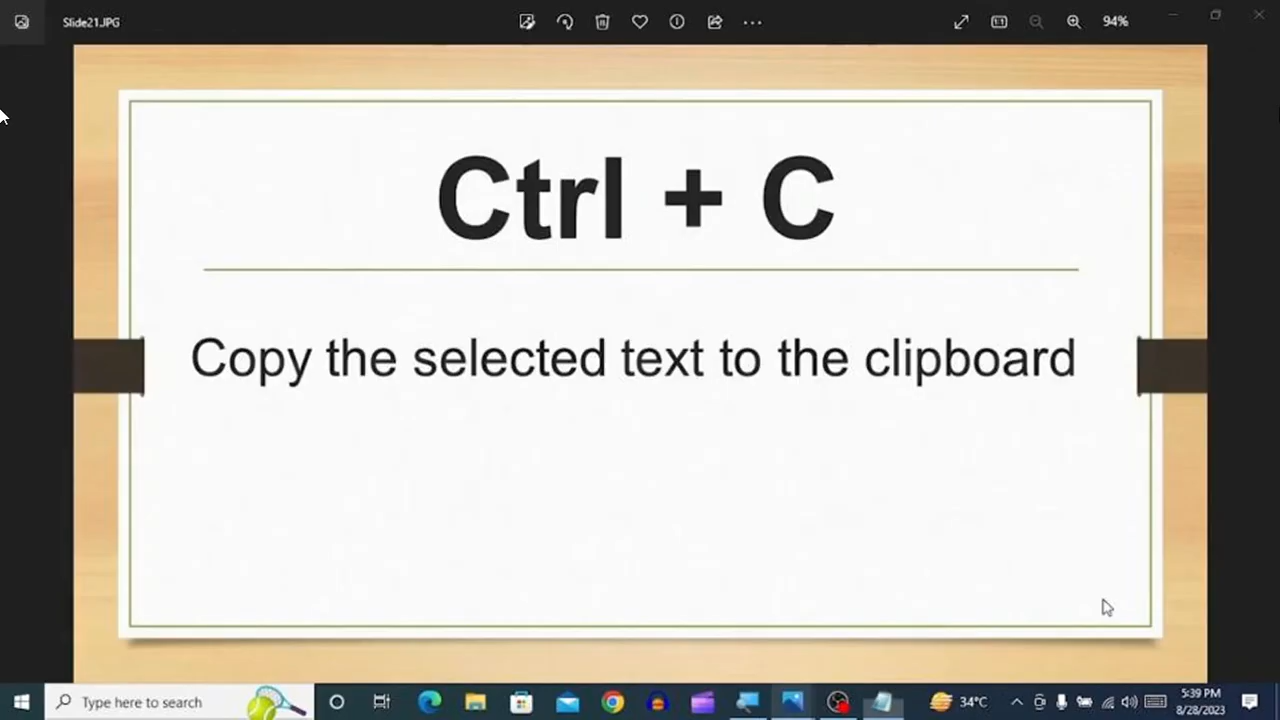 Slide21.JPG
94%
Ctrl + C
Copy the selected text to the clipboard
Type here to search
34°C
5:39 PM
8/28/2023